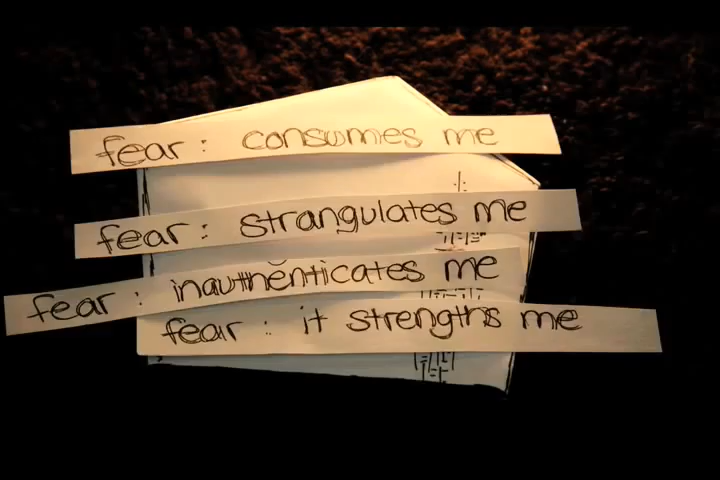 fear: consumes me
fear: strangulates me
fear: inauthenticates me
fear: it strengths me